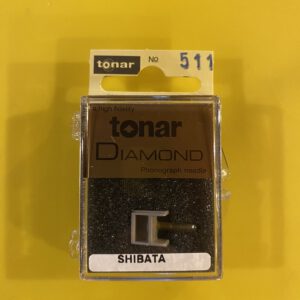 tonar No 511
high fidelity
tonar
DIAMOND
Phonograph needle
SHIBATA